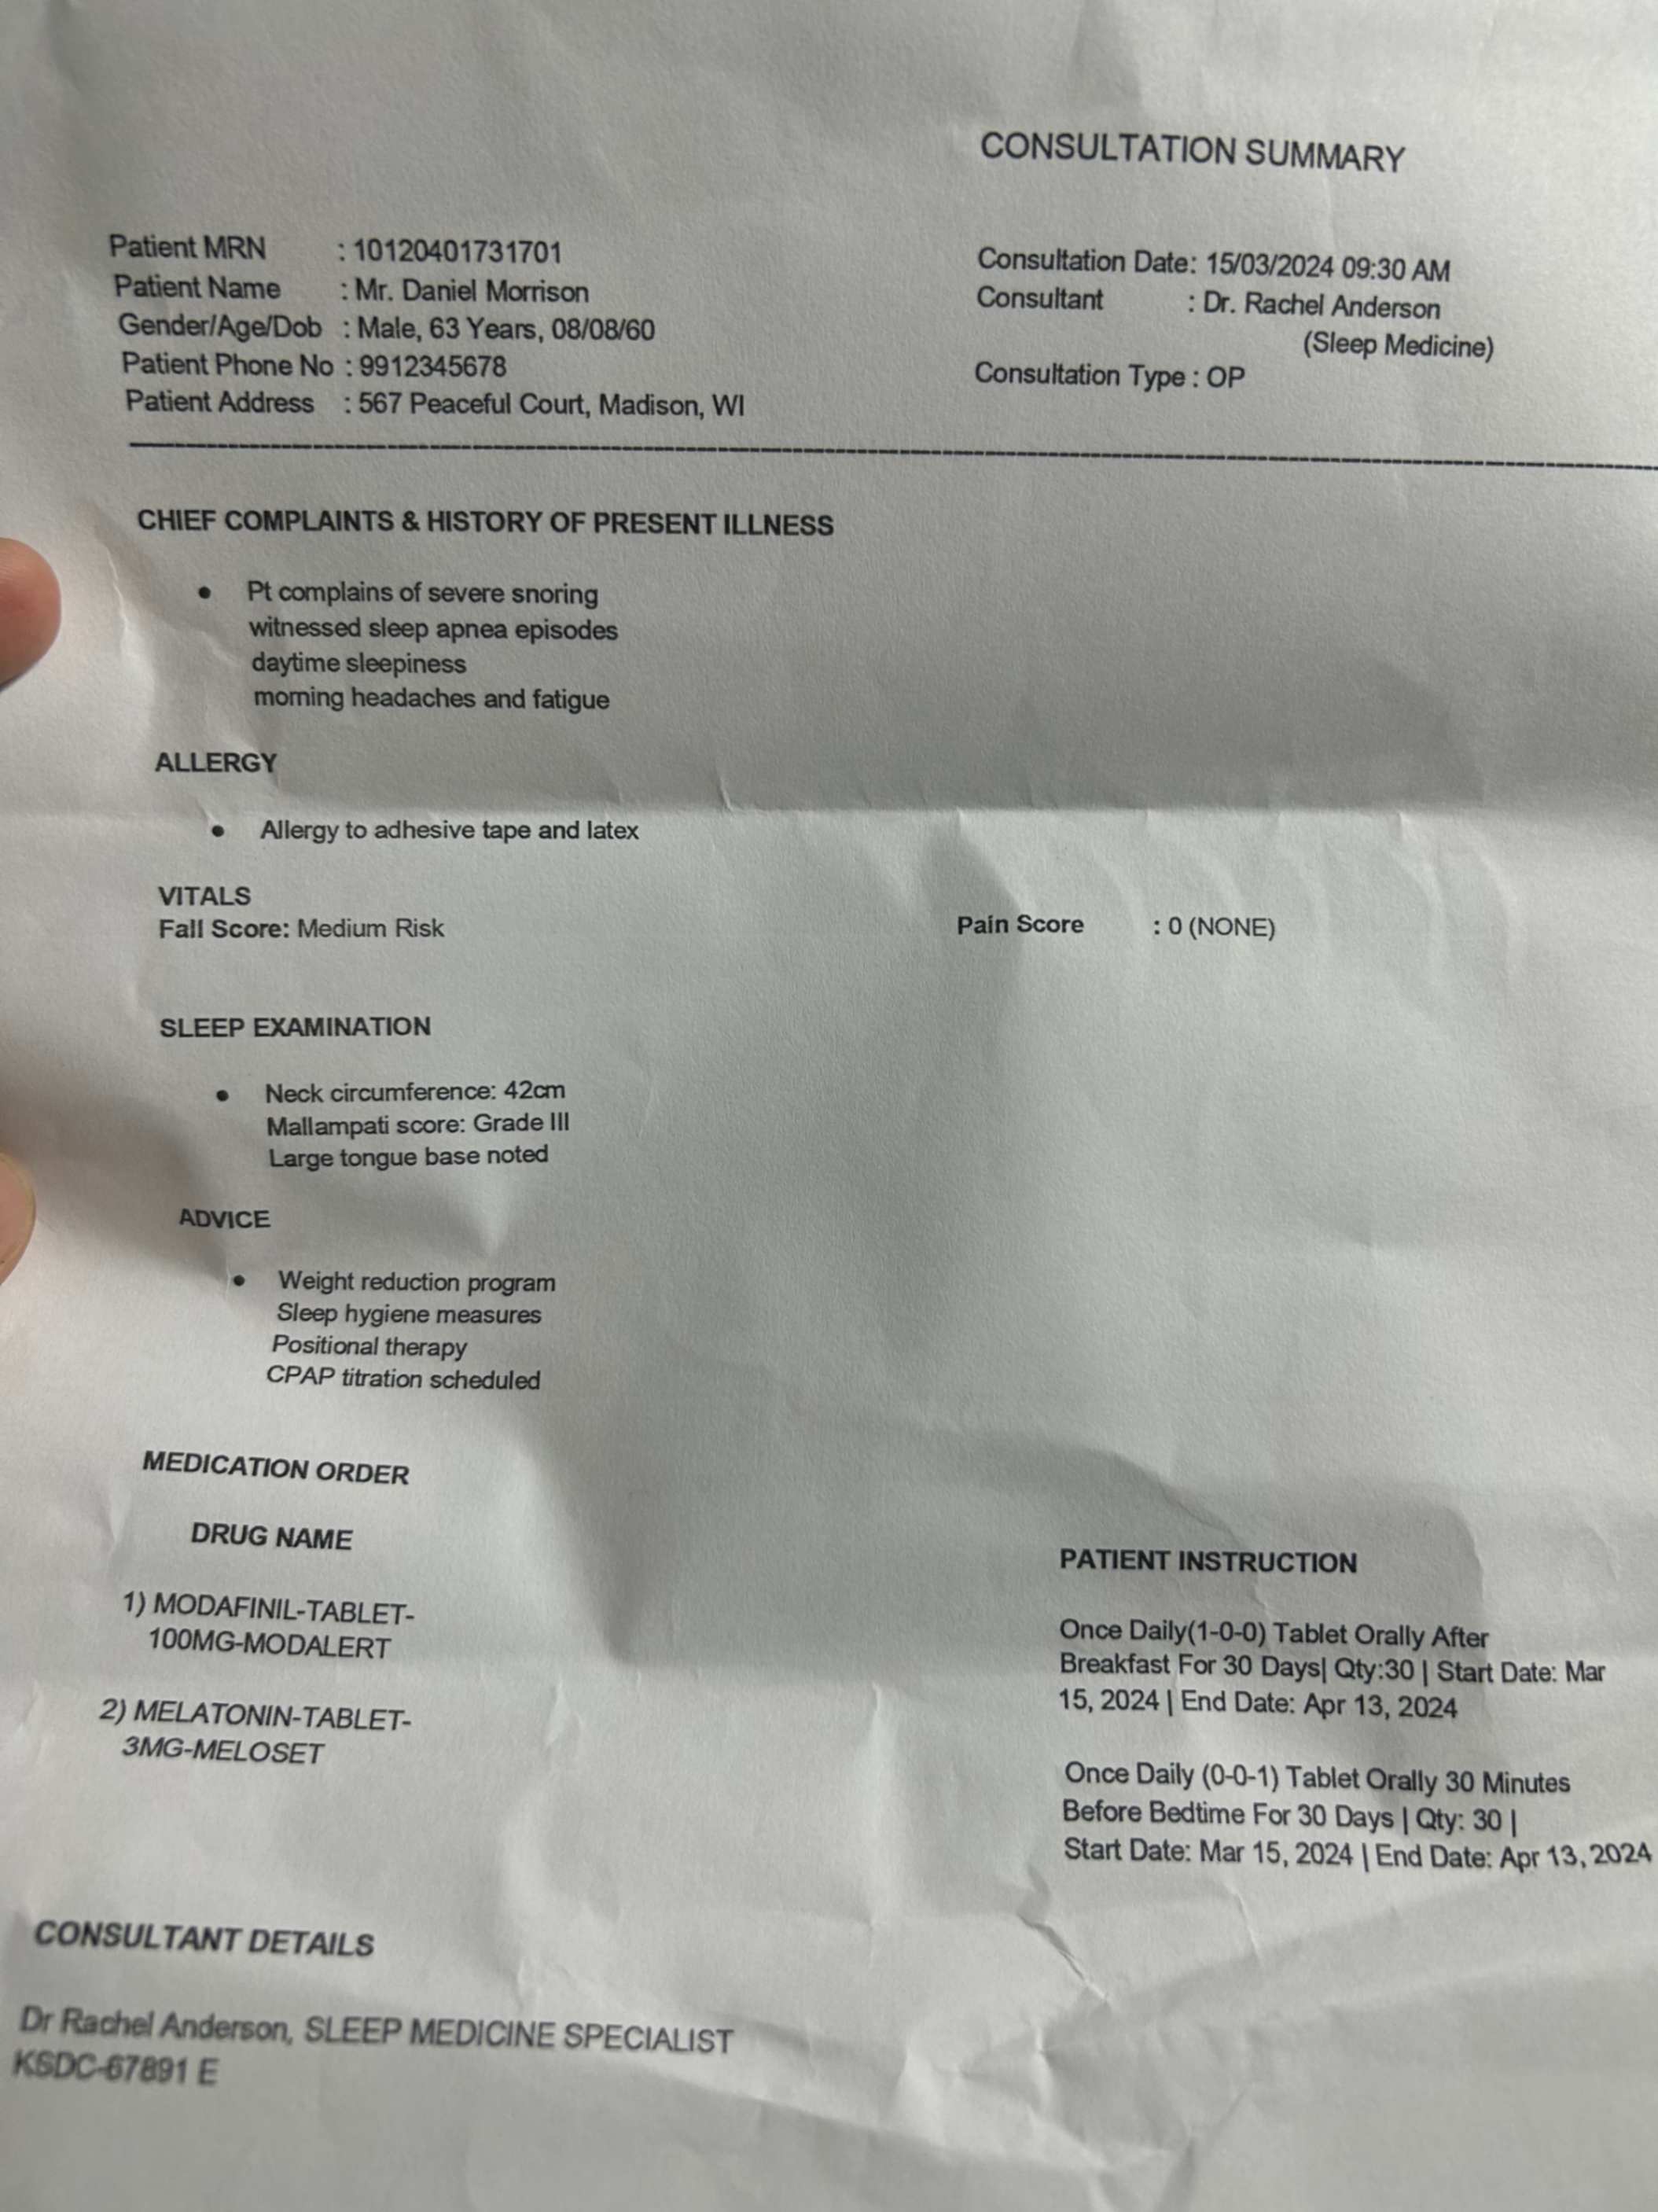 CONSULTATION SUMMARY
Patient MRN : 10120401731701
Patient Name : Mr. Daniel Morrison
Gender/Age/Dob : Male, 63 Years, 08/08/60
Patient Phone No : 9912345678
Patient Address : 567 Peaceful Court, Madison, WI
Consultation Date: 15/03/2024 09:30 AM
Consultant : Dr. Rachel Anderson
(Sleep Medicine)
Consultation Type : OP
CHIEF COMPLAINTS & HISTORY OF PRESENT ILLNESS
• Pt complains of severe snoring
witnessed sleep apnea episodes
daytime sleepiness
morning headaches and fatigue
ALLERGY
• Allergy to adhesive tape and latex
VITALS
Fall Score: Medium Risk
Pain Score : 0 (NONE)
SLEEP EXAMINATION
• Neck circumference: 42cm
Mallampati score: Grade III
Large tongue base noted
ADVICE
• Weight reduction program
Sleep hygiene measures
Positional therapy
CPAP titration scheduled
MEDICATION ORDER
DRUG NAME
PATIENT INSTRUCTION
1) MODAFINIL-TABLET-
100MG-MODALERT
Once Daily(1-0-0) Tablet Orally After
Breakfast For 30 Days| Qty:30 | Start Date: Mar
15, 2024 | End Date: Apr 13, 2024
2) MELATONIN-TABLET-
3MG-MELOSET
Once Daily (0-0-1) Tablet Orally 30 Minutes
Before Bedtime For 30 Days | Qty: 30 |
Start Date: Mar 15, 2024 | End Date: Apr 13, 2024
CONSULTANT DETAILS
Dr Rachel Anderson, SLEEP MEDICINE SPECIALIST
KSDC-67891 E